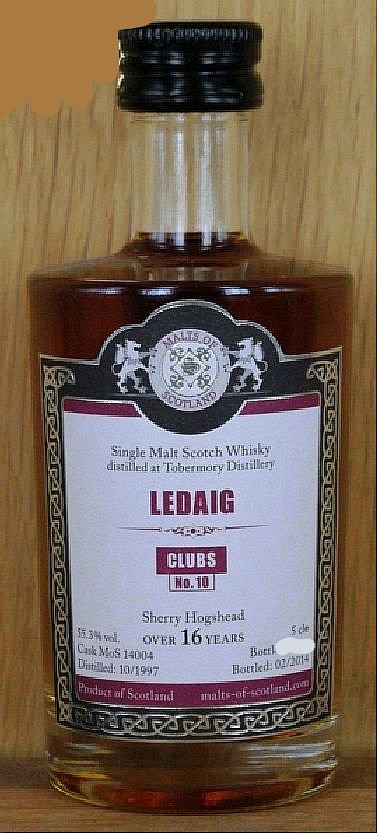 MALTS OF
SCOTLAND
Single Malt Scotch Whisky
distilled at Tobermory Distillery
LEDAIG
CLUBS
No. 10
Sherry Hogshead
OVER 16 YEARS
5 cle
% vol.
Cask MoS 14004
Distilled: 10/1997
Bottled: 02/2014
Product of Scotland
malts-of-scotland.com